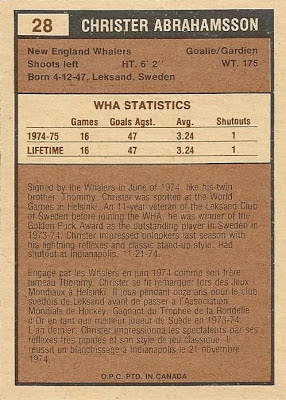 28 CHRISTER ABRAHAMSSON
New England Whalers Goalie/Gardien
Shoots left HT. 6' 2'' WT. 175
Born 4-12-47, Leksand, Sweden
WHA STATISTICS
Games Goals Agst. Avg. Shutouts
1974-75 16 47 3.24 1
LIFETIME 16 47 3.24 1
Signed by the Whalers in June of 1974, like his twin
brother Thommy, Christer was spotted at the World
Games in Helsinki. An 11-year veteran of the Leksand Club
of Sweden before joining the WHA, he was winner of the
Golden Puck Award as the outstanding player in Sweden in
1973-74. Christer impressed onlookers last season with
his lightning reflexes and classic stand-up style. Had
shutout at Indianapolis, 11-21-74.
Engagé par les Whalers en juin 1974 comme son frère
jumeau Thommy, Christer se fit remarquer lors des Jeux
Mondiaux à Helsinki. Il joua pendant onze ans pour le club
suédois de Leksand avant de passer à l'Association
Mondiale de Hockey. Gagnant du Trophée de la Rondelle
d'Or en tant que meilleur joueur de Suède en 1973-74.
L'an dernier, Christer impressionna les spectateurs par ses
réflexes très rapides et son style de jeu classique. Il
réussit un blanchissage à Indianapolis le 21 novembre
1974.
O.P.C. PTD. IN CANADA